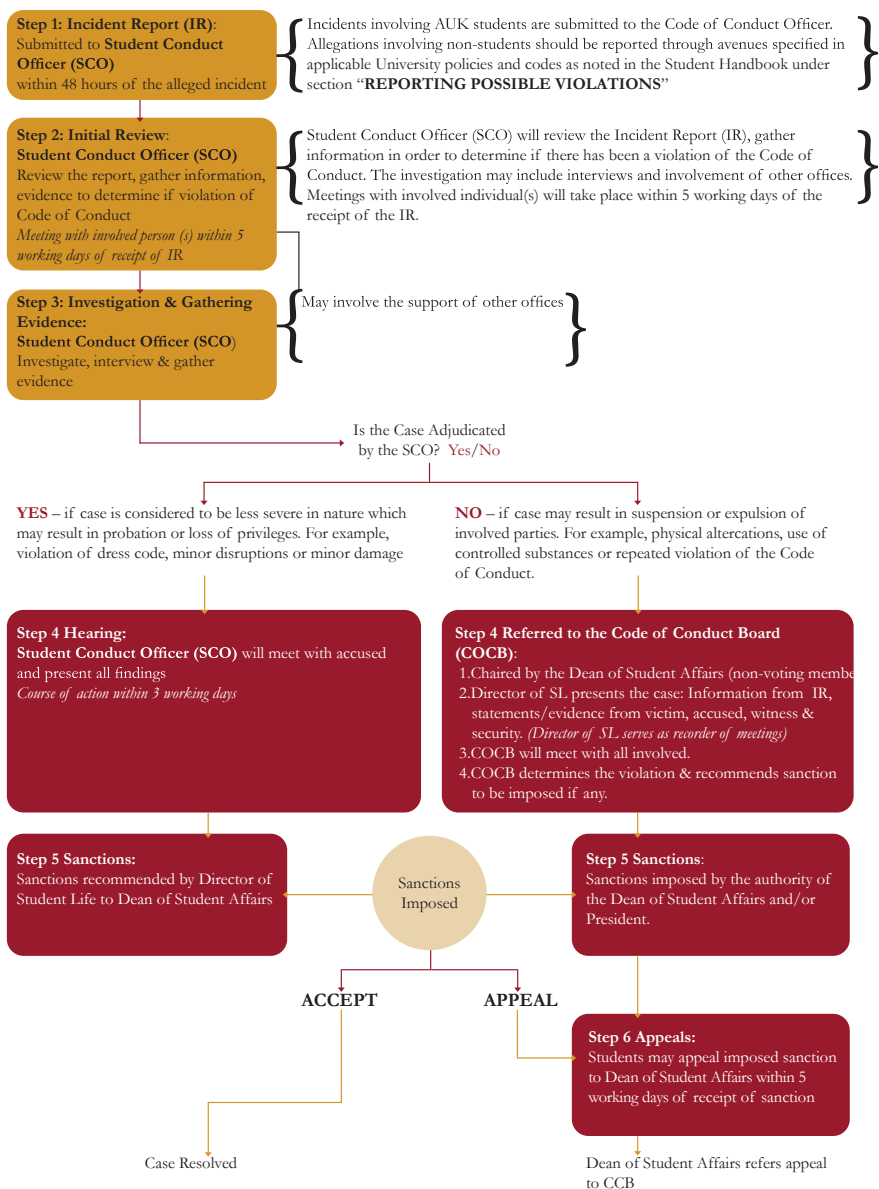 Step 1: Incident Report (IR):
Submitted to Student Conduct
Officer (SCO)
within 48 hours of the alleged incident
Incidents involving AUK students are submitted to the Code of Conduct Officer.
Allegations involving non-students should be reported through avenues specified in
applicable University policies and codes as noted in the Student Handbook under
section “REPORTING POSSIBLE VIOLATIONS”
Step 2: Initial Review:
Student Conduct Officer (SCO)
Review the report, gather information,
evidence to determine if violation of
Code of Conduct
Meeting with involved person (s) within 5
working days of receipt of IR
Student Conduct Officer (SCO) will review the Incident Report (IR), gather
information in order to determine if there has been a violation of the Code of
Conduct. The investigation may include interviews and involvement of other offices.
Meetings with involved individual(s) will take place within 5 working days of the
receipt of the IR.
Step 3: Investigation & Gathering
Evidence:
Student Conduct Officer (SCO)
Investigate, interview & gather
evidence
May involve the support of other offices
Is the Case Adjudicated
by the SCO? Yes/No
YES – if case is considered to be less severe in nature which
may result in probation or loss of privileges. For example,
violation of dress code, minor disruptions or minor damage
NO – if case may result in suspension or expulsion of
involved parties. For example, physical altercations, use of
controlled substances or repeated violation of the Code
of Conduct.
Step 4 Hearing:
Student Conduct Officer (SCO) will meet with accused
and present all findings
Course of action within 3 working days
Step 4 Referred to the Code of Conduct Board
(COCB):
1.Chaired by the Dean of Student Affairs (non-voting membe
2.Director of SL presents the case: Information from IR,
statements/evidence from victim, accused, witness &
security. (Director of SL serves as recorder of meetings)
3.COCB will meet with all involved.
4.COCB determines the violation & recommends sanction
to be imposed if any.
Step 5 Sanctions:
Sanctions recommended by Director of
Student Life to Dean of Student Affairs
Sanctions
Imposed
Step 5 Sanctions:
Sanctions imposed by the authority of
the Dean of Student Affairs and/or
President.
ACCEPT
APPEAL
Step 6 Appeals:
Students may appeal imposed sanction
to Dean of Student Affairs within 5
working days of receipt of sanction
Case Resolved
Dean of Student Affairs refers appeal
to CCB